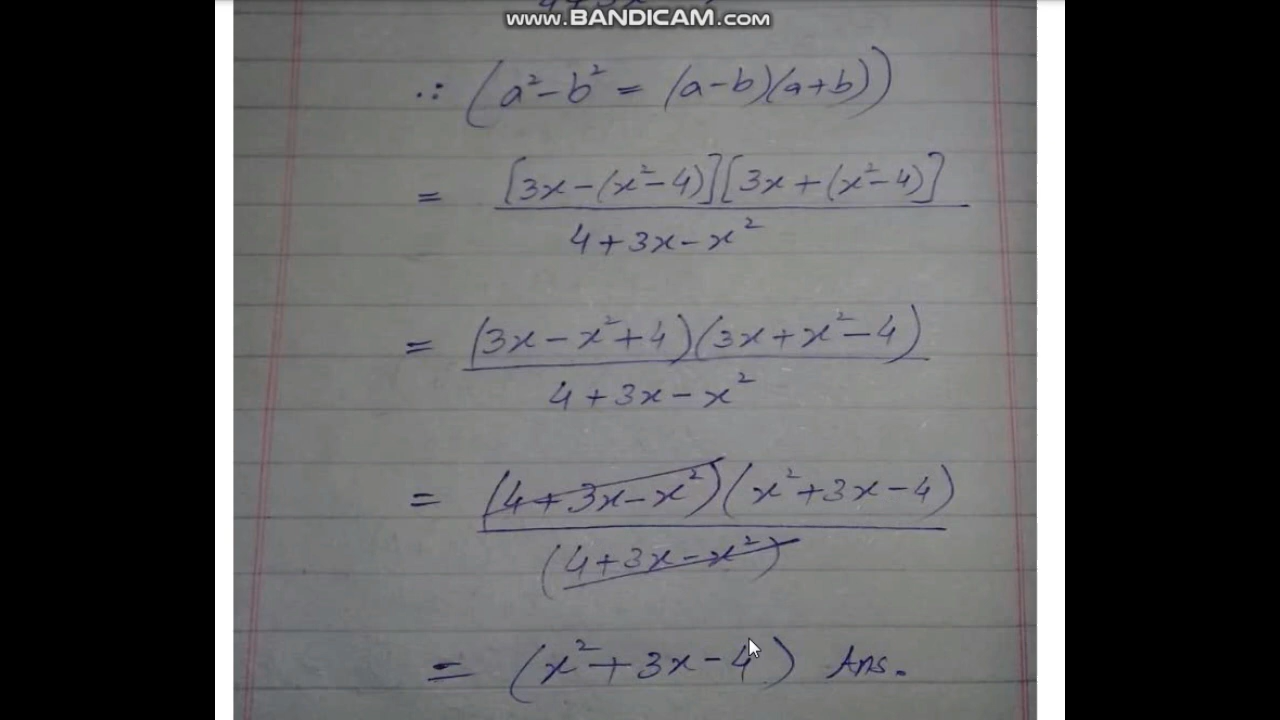 www.BANDICAM.com
∴ (a² - b² = (a-b)(a+b))
= [3x-(x²-4)][3x+(x²-4)]
4+3x-x²
= (3x-x²+4)(3x+x²-4)
4+3x-x²
= (4+3x-x²)(x²+3x-4)
(4+3x-x²)
= (x²+3x-4) Ans.